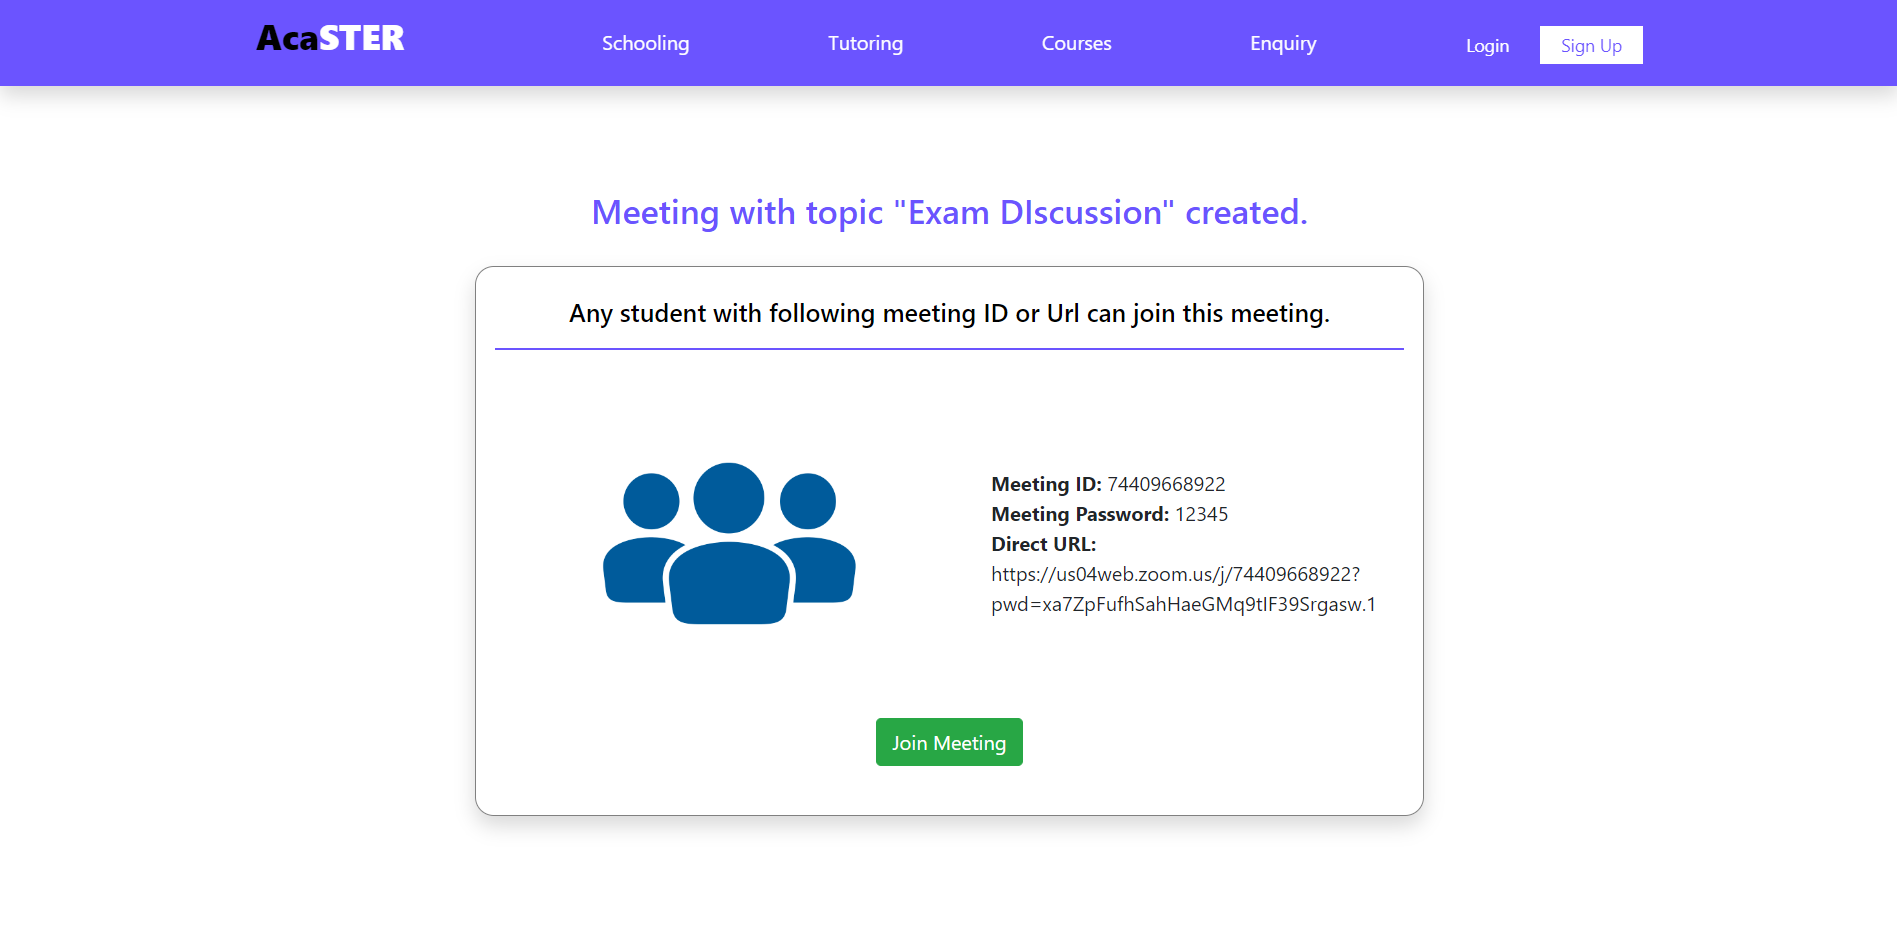 AcaSTER
Schooling
Tutoring
Courses
Enquiry
Login
Sign Up
Meeting with topic "Exam DIscussion" created.
Any student with following meeting ID or Url can join this meeting.
Meeting ID: 74409668922
Meeting Password: 12345
Direct URL:
https://us04web.zoom.us/j/74409668922?
pwd=xa7ZpFufhSahHaeGMq9tIF39Srgasw.1
Join Meeting